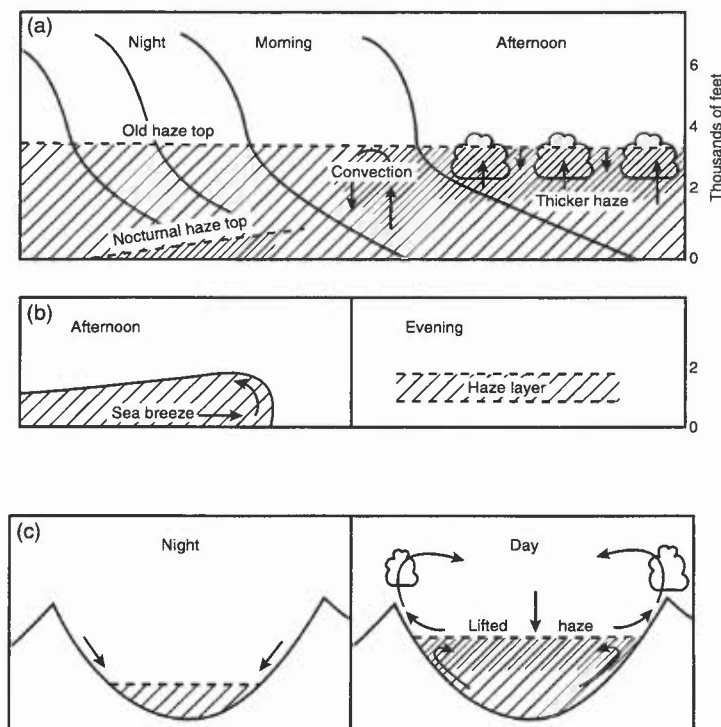 (a)
Night
Morning
Afternoon
6
Old haze top
4
Convection
2
Thicker haze
Nocturnal haze top
0
Thousands of feet
(b)
Afternoon
Evening
2
Haze layer
Sea breeze
0
(c)
Night
Day
Lifted haze